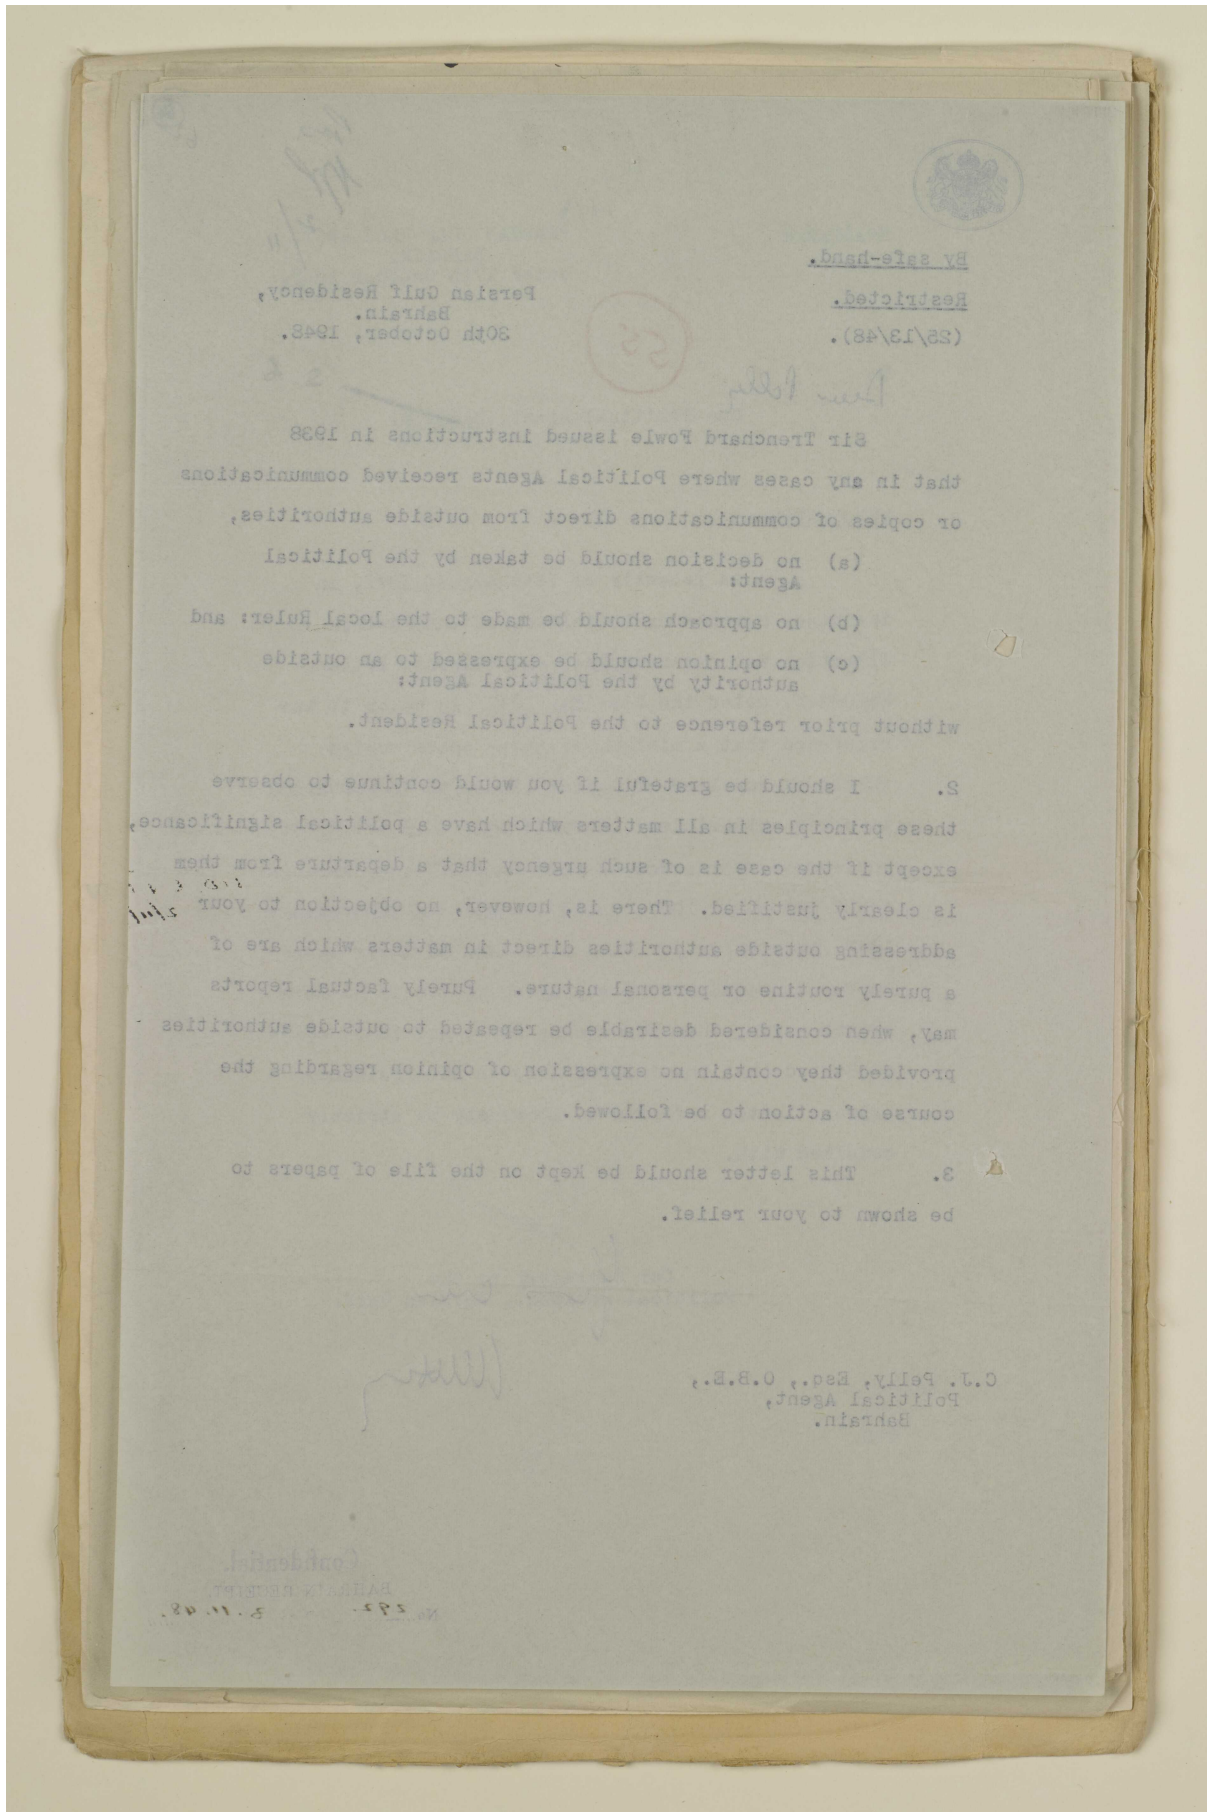 By safe-hand.
Restricted.
(25/13/48).
Persian Gulf Residency,
Bahrain.
30th October, 1948.
55
Dear Pelly
Sir Trenchard Fowle issued instructions in 1938
that in any cases where Political Agents received communications
or copies of communications direct from outside authorities,
(a) no decision should be taken by the Political
Agent:
(b) no approach should be made to the local Ruler: and
(c) no opinion should be expressed to an outside
authority by the Political Agent:
without prior reference to the Political Resident.
2. I should be grateful if you would continue to observe
these principles in all matters which have a political significance,
except if the case is of such urgency that a departure from them
is clearly justified. There is, however, no objection to your
addressing outside authorities direct in matters which are of
a purely routine or personal nature. Purely factual reports
may, when considered desirable be repeated to outside authorities
provided they contain no expression of opinion regarding the
course of action to be followed.
3. This letter should be kept on the file of papers to
be shown to your relief.
C.J. Pelly, Esq., O.B.E.,
Political Agent,
Bahrain.
Confidential.
BAHRAIN RECEIPT.
No. 292. 3.11.48.